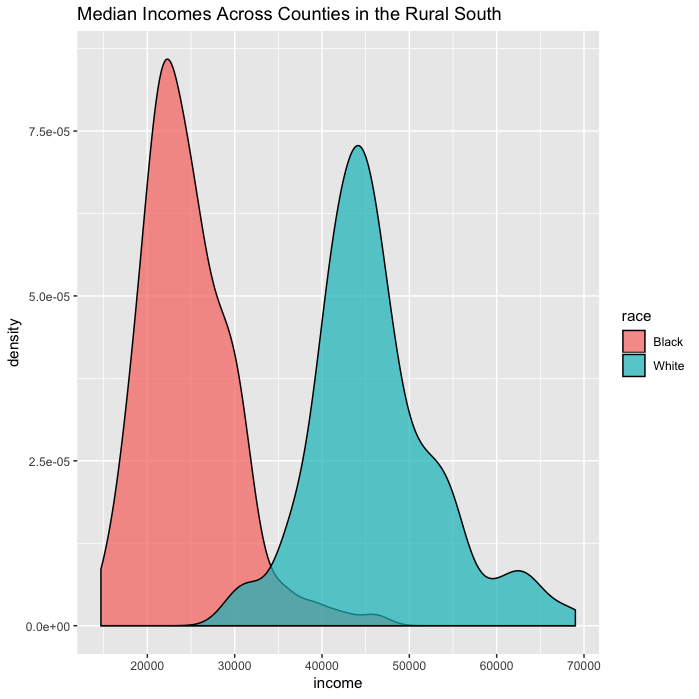 Median Incomes Across Counties in the Rural South
7.5e-05
5.0e-05
2.5e-05
0.0e+00
density
20000 30000 40000 50000 60000 70000
income
race
Black
White